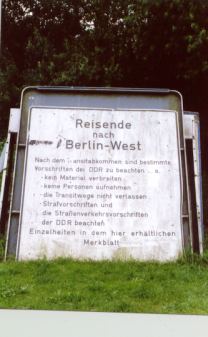 Reisende
nach
Berlin-West
Nach dem Transitabkommen sind bestimmte
Vorschriften der DDR zu beachten u. a.
-kein Material verbreiten
-keine Personen aufnehmen
-die Transitwege nicht verlassen
Strafvorschriften und
-die Straßenverkehrsvorschriften
der DDR beachten
Einzelheiten in dem hier erhältlichen
Merkblatt